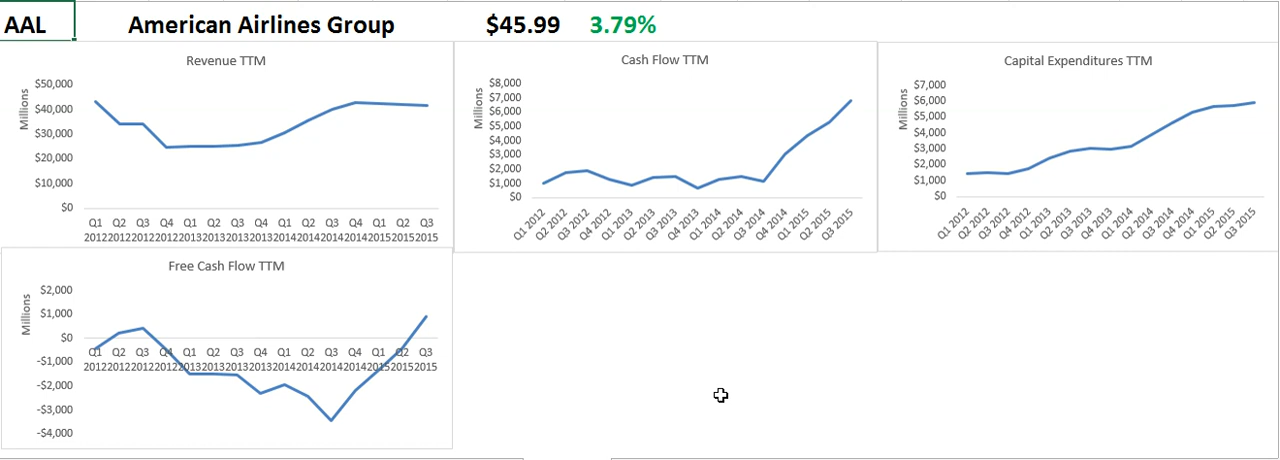 AAL American Airlines Group $45.99 3.79%
Revenue TTM
Millions
$50,000
$40,000
$30,000
$20,000
$10,000
$0
Q1 Q2 Q3 Q4 Q1 Q2 Q3 Q4 Q1 Q2 Q3 Q4 Q1 Q2 Q3
2012 2012 2012 2012 2013 2013 2013 2013 2014 2014 2014 2014 2015 2015 2015
Cash Flow TTM
Millions
$8,000
$7,000
$6,000
$5,000
$4,000
$3,000
$2,000
$1,000
$0
Q1 2012
Q2 2012
Q3 2012
Q4 2012
Q1 2013
Q2 2013
Q3 2013
Q4 2013
Q1 2014
Q2 2014
Q3 2014
Q4 2014
Q1 2015
Q2 2015
Q3 2015
Capital Expenditures TTM
Millions
$7,000
$6,000
$5,000
$4,000
$3,000
$2,000
$1,000
$0
Q1 2012
Q2 2012
Q3 2012
Q4 2012
Q1 2013
Q2 2013
Q3 2013
Q4 2013
Q1 2014
Q2 2014
Q3 2014
Q4 2014
Q1 2015
Q2 2015
Q3 2015
Free Cash Flow TTM
Millions
$2,000
$1,000
$0
-$1,000
-$2,000
-$3,000
-$4,000
Q1 Q2 Q3 Q4 Q1 Q2 Q3 Q4 Q1 Q2 Q3 Q4 Q1 Q2 Q3
2012 2012 2012 2012 2013 2013 2013 2013 2014 2014 2014 2014 2015 2015 2015